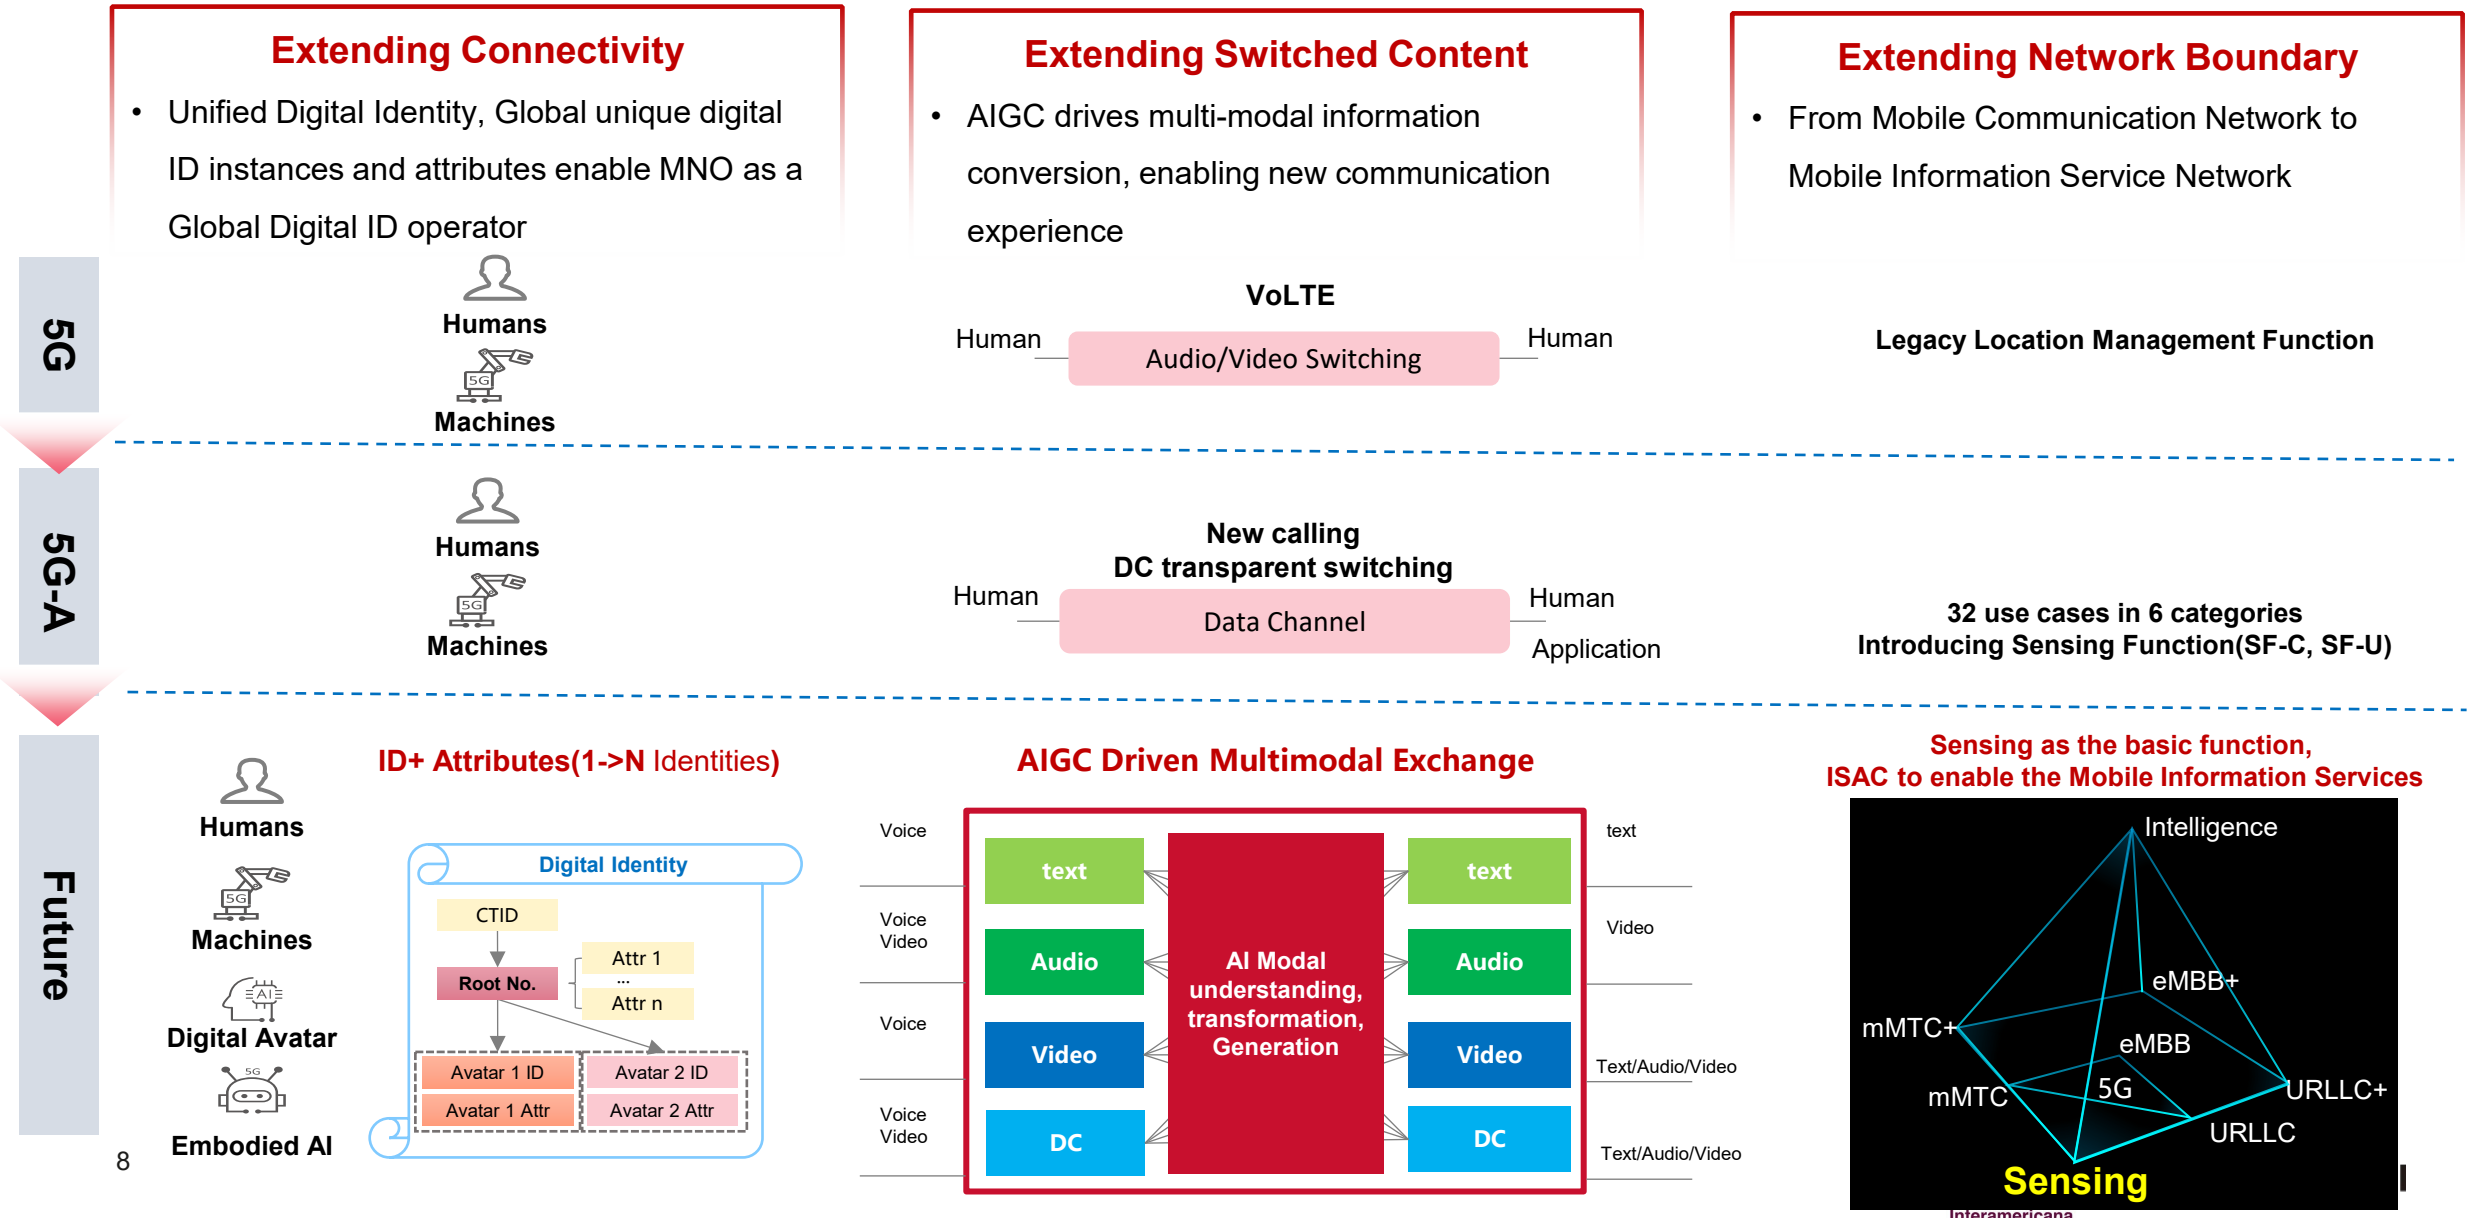 Extending Connectivity
• Unified Digital Identity, Global unique digital
ID instances and attributes enable MNO as a
Global Digital ID operator
Extending Switched Content
• AIGC drives multi-modal information
conversion, enabling new communication
experience
Extending Network Boundary
• From Mobile Communication Network to
Mobile Information Service Network
5G
Humans
5G
Machines
VoLTE
Human
Audio/Video Switching
Human
Legacy Location Management Function
5G-A
Humans
5G
Machines
New calling
DC transparent switching
Human
Data Channel
Human
Application
32 use cases in 6 categories
Introducing Sensing Function(SF-C, SF-U)
Future
Humans
5G
Machines
AI
Digital Avatar
5G
Embodied AI
ID+ Attributes(1->N Identities)
Digital Identity
CTID
Root No.
Attr 1
...
Attr n
Avatar 1 ID
Avatar 2 ID
Avatar 1 Attr
Avatar 2 Attr
AIGC Driven Multimodal Exchange
Voice
Voice
Video
Voice
Voice
Video
text
Audio
Video
DC
AI Modal
understanding,
transformation,
Generation
text
Audio
Video
DC
text
Video
Text/Audio/Video
Text/Audio/Video
Sensing as the basic function,
ISAC to enable the Mobile Information Services
Intelligence
eMBB+
mMTC+
eMBB
5G
mMTC
URLLC+
URLLC
Sensing
8
Interamericana